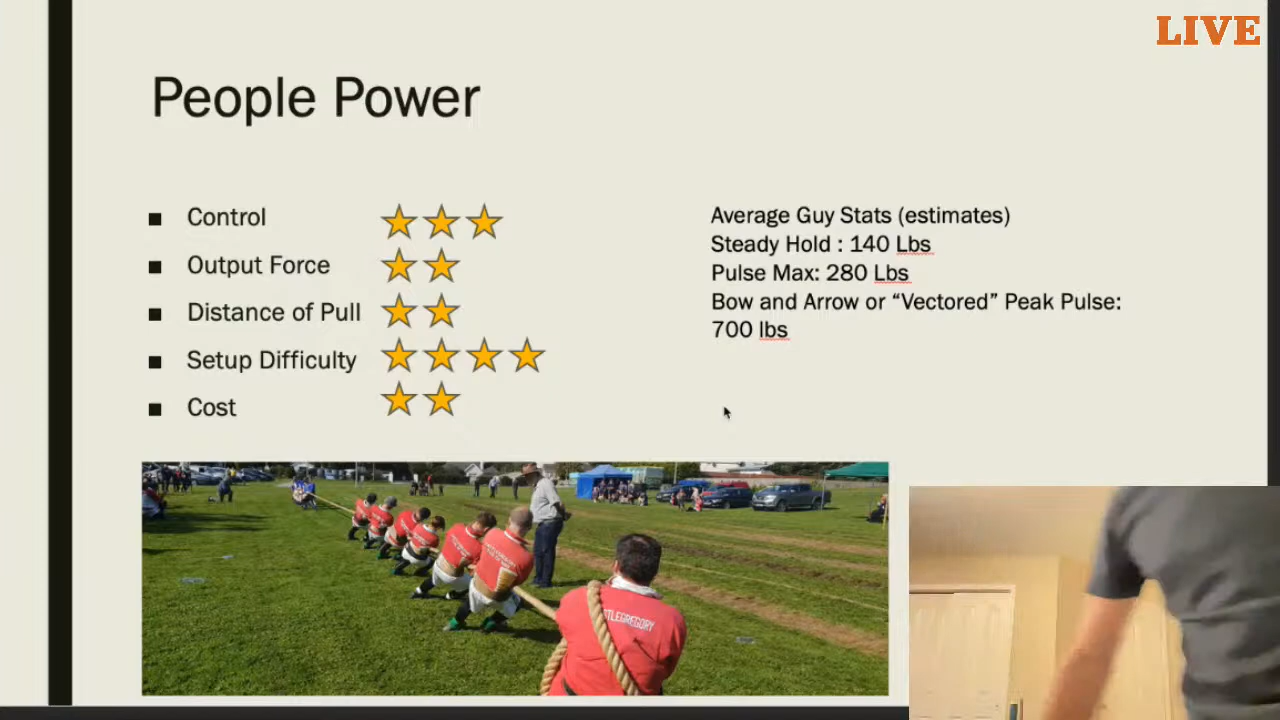 LIVE
People Power
■ Control
■ Output Force
■ Distance of Pull
■ Setup Difficulty
■ Cost
Average Guy Stats (estimates)
Steady Hold : 140 Lbs
Pulse Max: 280 Lbs
Bow and Arrow or “Vectored” Peak Pulse:
700 lbs
TLEGREGORY